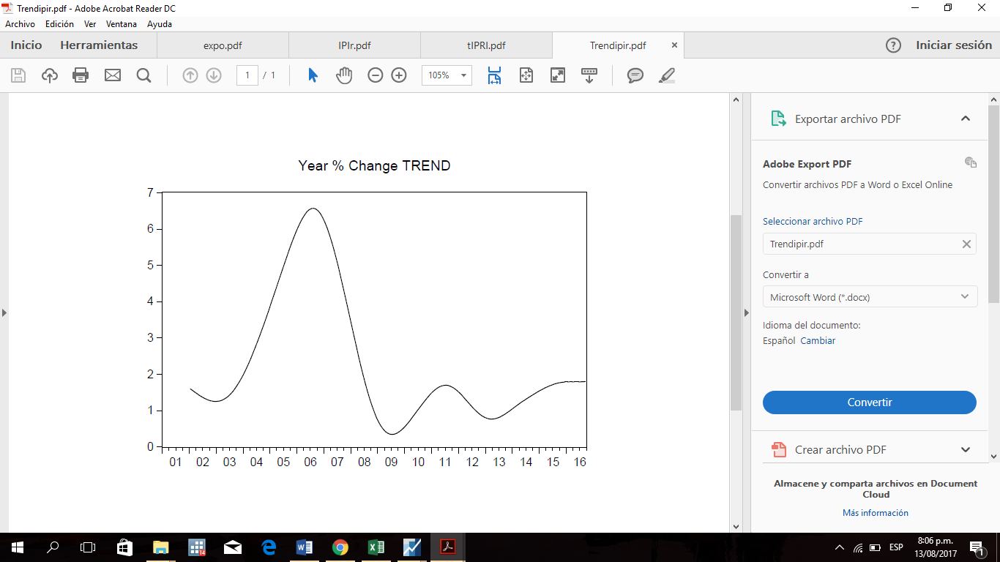 Trendipir.pdf - Adobe Acrobat Reader DC
Archivo Edición Ver Ventana Ayuda
Inicio Herramientas expo.pdf IPIr.pdf tIPRI.pdf Trendipir.pdf Iniciar sesión
1 / 1 105%
Year % Change TREND
7
6
5
4
3
2
1
0
01 02 03 04 05 06 07 08 09 10 11 12 13 14 15 16
Exportar archivo PDF
Adobe Export PDF
Convertir archivos PDF a Word o Excel Online
Seleccionar archivo PDF
Trendipir.pdf
Convertir a
Microsoft Word (*.docx)
Idioma del documento:
Español Cambiar
Convertir
Crear archivo PDF
Almacene y comparta archivos en Document
Cloud
Más información
14
ESP
8:06 p.m.
13/08/2017
1